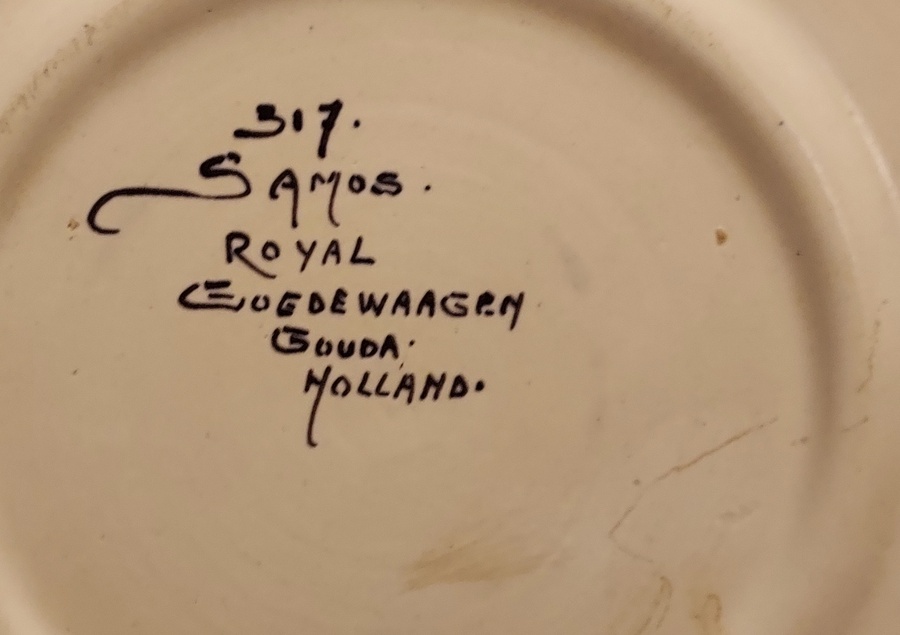 317.
SAMOS.
ROYAL
GOEDEWAAGEN
GOUDA.
HOLLAND.